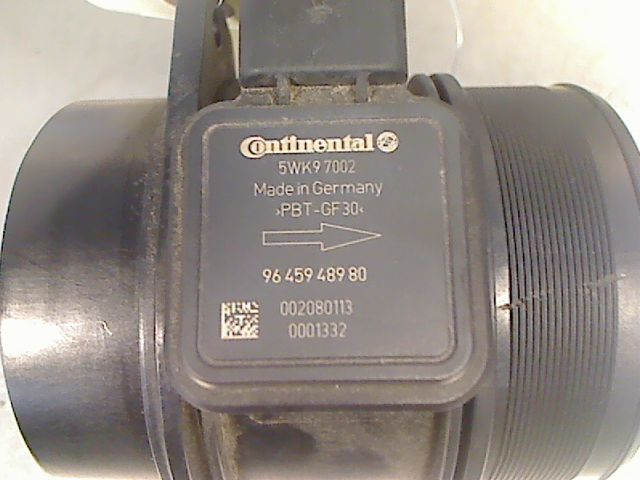 Continental
5WK9 7002
Made in Germany
›PBT-GF30‹
96 459 489 80
002080113
0001332